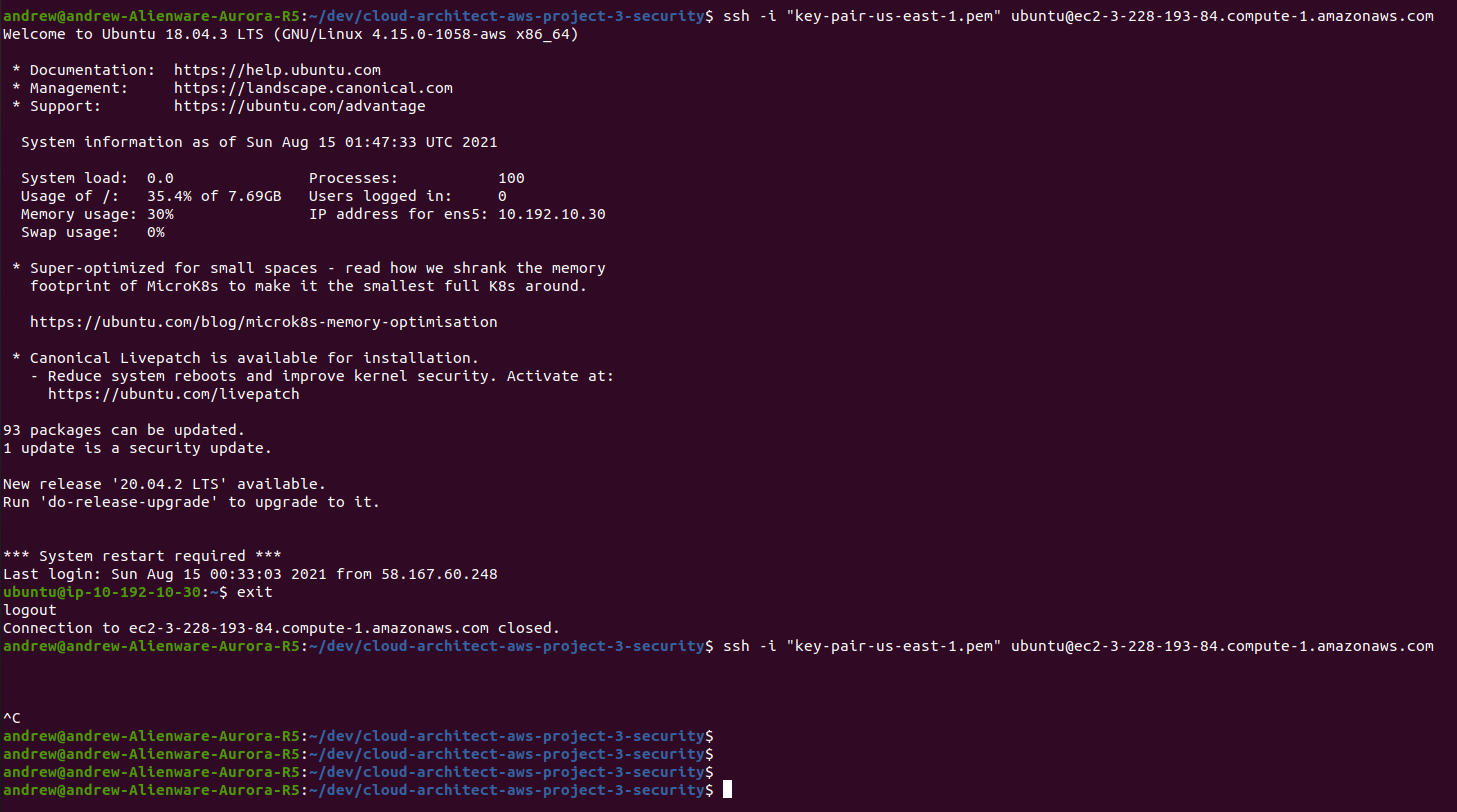 andrew@andrew-Alienware-Aurora-R5:~/dev/cloud-architect-aws-project-3-security$ ssh -i "key-pair-us-east-1.pem" ubuntu@ec2-3-228-193-84.compute-1.amazonaws.com
Welcome to Ubuntu 18.04.3 LTS (GNU/Linux 4.15.0-1058-aws x86_64)

 * Documentation:  https://help.ubuntu.com
 * Management:     https://landscape.canonical.com
 * Support:        https://ubuntu.com/advantage

  System information as of Sun Aug 15 01:47:33 UTC 2021

  System load:  0.0               Processes:           100
  Usage of /:   35.4% of 7.69GB   Users logged in:     0
  Memory usage: 30%               IP address for ens5: 10.192.10.30
  Swap usage:   0%

 * Super-optimized for small spaces - read how we shrank the memory
   footprint of MicroK8s to make it the smallest full K8s around.

   https://ubuntu.com/blog/microk8s-memory-optimisation

 * Canonical Livepatch is available for installation.
   - Reduce system reboots and improve kernel security. Activate at:
     https://ubuntu.com/livepatch

93 packages can be updated.
1 update is a security update.

New release '20.04.2 LTS' available.
Run 'do-release-upgrade' to upgrade to it.


*** System restart required ***
Last login: Sun Aug 15 00:33:03 2021 from 58.167.60.248
ubuntu@ip-10-192-10-30:~$ exit
logout
Connection to ec2-3-228-193-84.compute-1.amazonaws.com closed.
andrew@andrew-Alienware-Aurora-R5:~/dev/cloud-architect-aws-project-3-security$ ssh -i "key-pair-us-east-1.pem" ubuntu@ec2-3-228-193-84.compute-1.amazonaws.com



^C
andrew@andrew-Alienware-Aurora-R5:~/dev/cloud-architect-aws-project-3-security$
andrew@andrew-Alienware-Aurora-R5:~/dev/cloud-architect-aws-project-3-security$
andrew@andrew-Alienware-Aurora-R5:~/dev/cloud-architect-aws-project-3-security$
andrew@andrew-Alienware-Aurora-R5:~/dev/cloud-architect-aws-project-3-security$